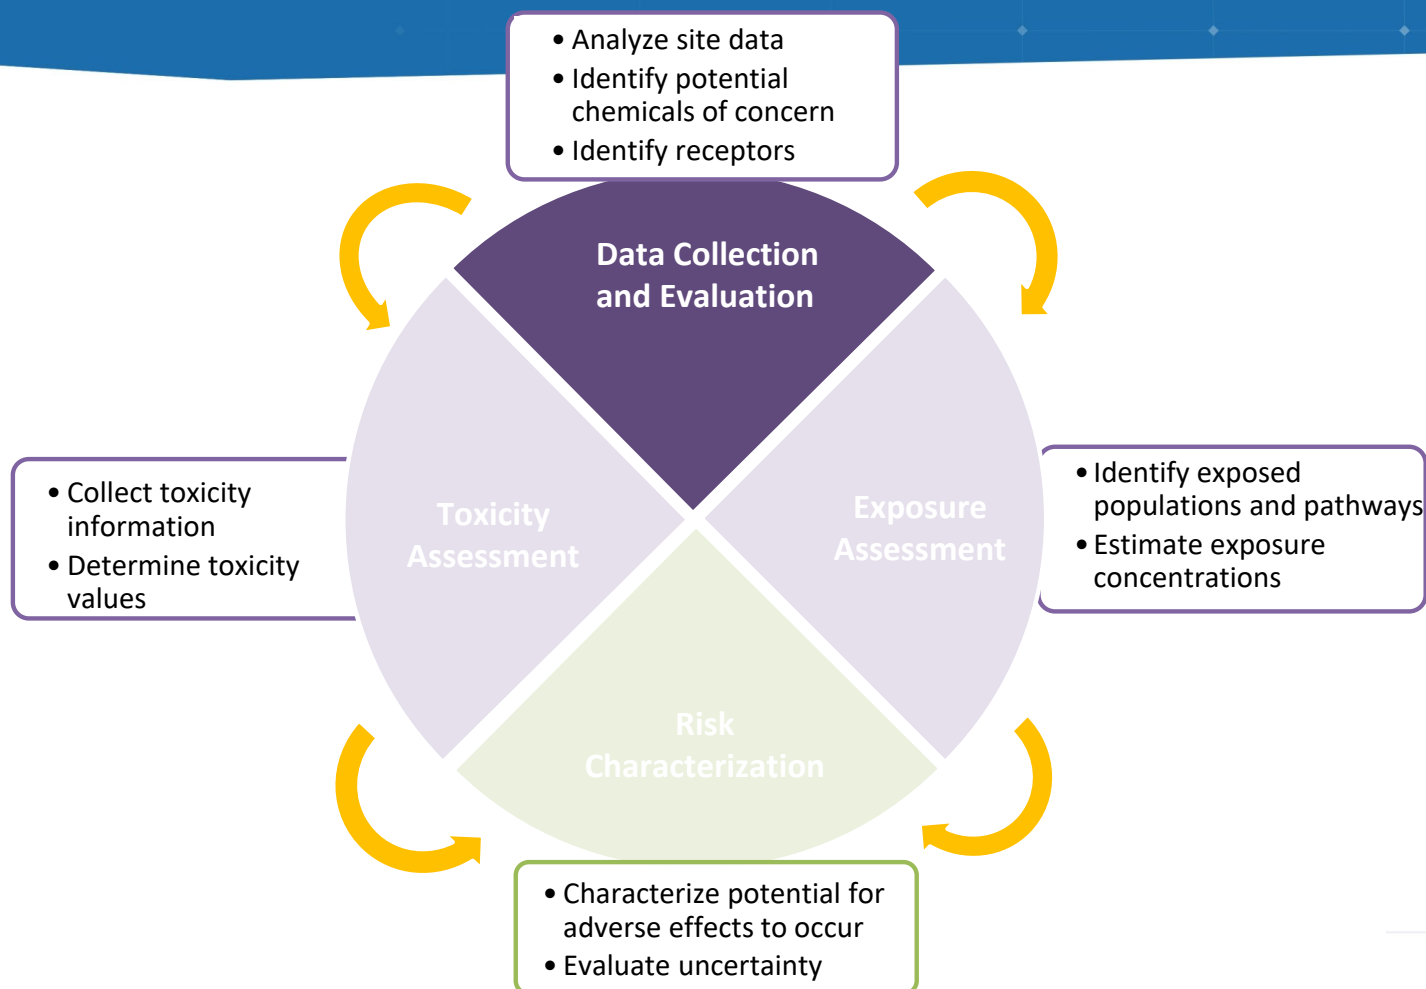 • Analyze site data
• Identify potential
chemicals of concern
• Identify receptors
Data Collection
and Evaluation
• Collect toxicity
information
• Determine toxicity
values
Toxicity
Assessment
Exposure
Assessment
• Identify exposed
populations and pathways
• Estimate exposure
concentrations
Risk
Characterization
• Characterize potential for
adverse effects to occur
• Evaluate uncertainty